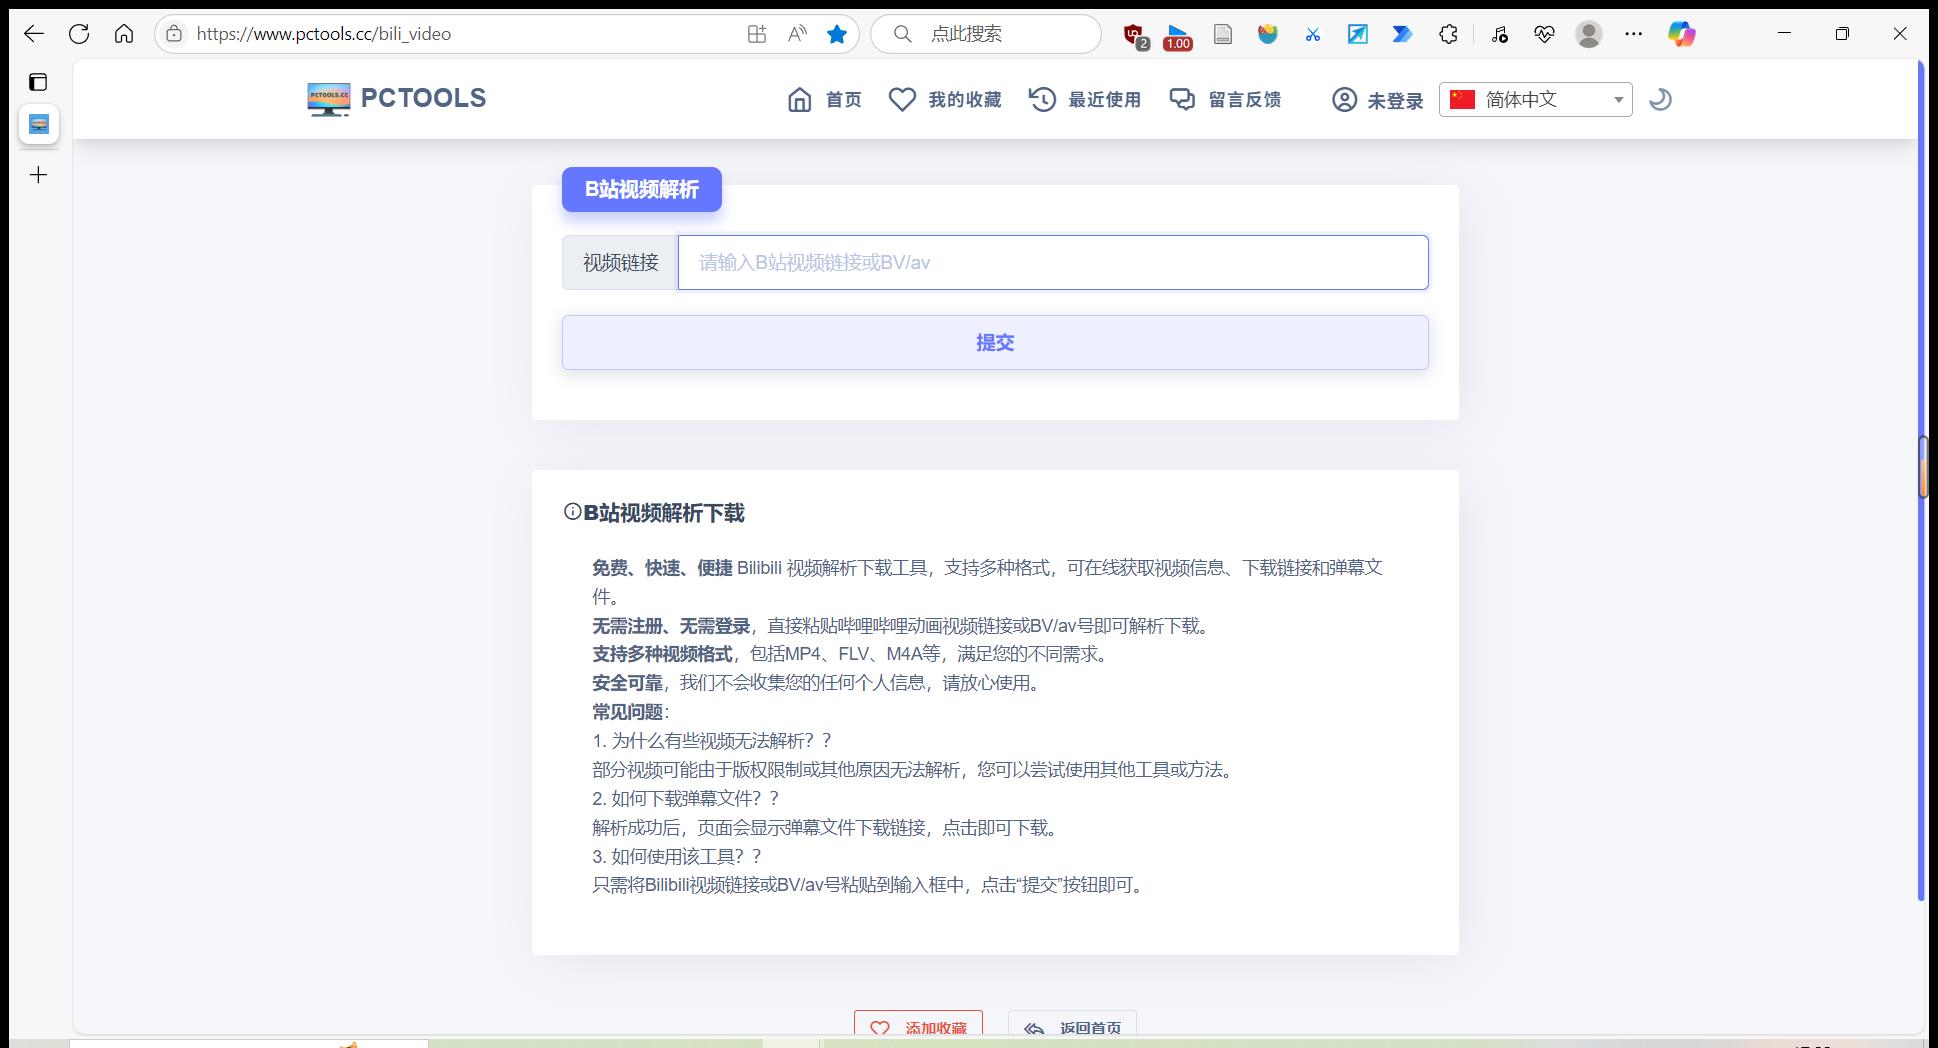 https://www.pctools.cc/bili_video
点此搜索
2
1.00
PCTOOLS.CC
PCTOOLS
首页
我的收藏
最近使用
留言反馈
未登录
简体中文
B站视频解析
视频链接
请输入B站视频链接或BV/av
提交
B站视频解析下载
免费、快速、便捷 Bilibili 视频解析下载工具，支持多种格式，可在线获取视频信息、下载链接和弹幕文
件。
无需注册、无需登录，直接粘贴哔哩哔哩动画视频链接或BV/av号即可解析下载。
支持多种视频格式，包括MP4、FLV、M4A等，满足您的不同需求。
安全可靠，我们不会收集您的任何个人信息，请放心使用。
常见问题：
1. 为什么有些视频无法解析？？
部分视频可能由于版权限制或其他原因无法解析，您可以尝试使用其他工具或方法。
2. 如何下载弹幕文件？？
解析成功后，页面会显示弹幕文件下载链接，点击即可下载。
3. 如何使用该工具？？
只需将Bilibili视频链接或BV/av号粘贴到输入框中，点击“提交”按钮即可。
添加收藏
返回首页